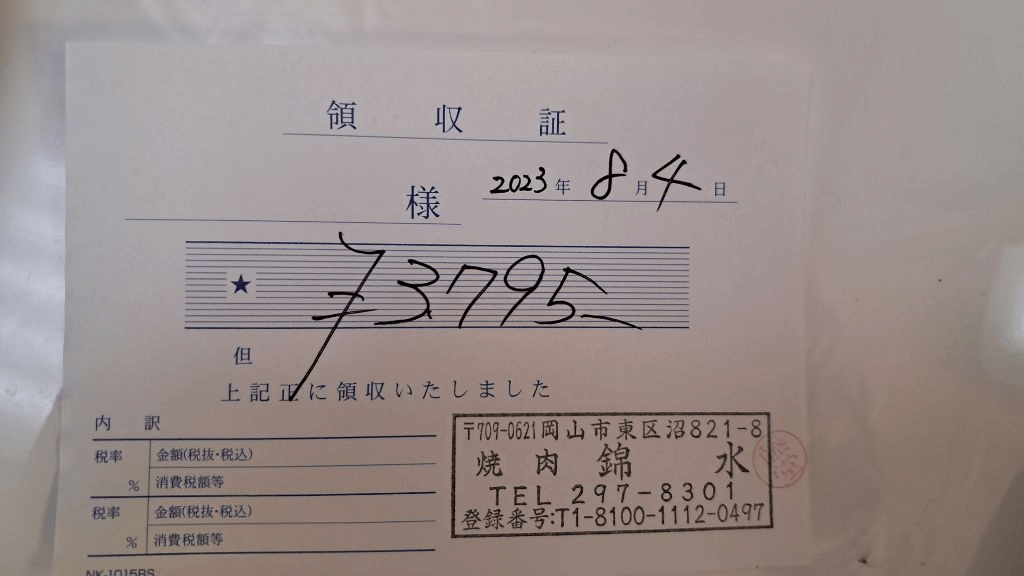 領収証
2023年8月4日
様
★ ¥3795-
但
上記正に領収いたしました
内訳
税率 % 金額(税抜・税込)
消費税額等
税率 % 金額(税抜・税込)
消費税額等
〒709-0621岡山市東区沼821-8
焼肉錦水
TEL 297-8301
登録番号:T1-8100-1112-0497